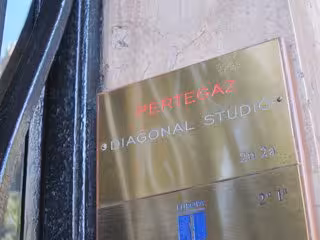 PERTEGAZ
DIAGONAL STUDIO
2n 2a
2º 1ª